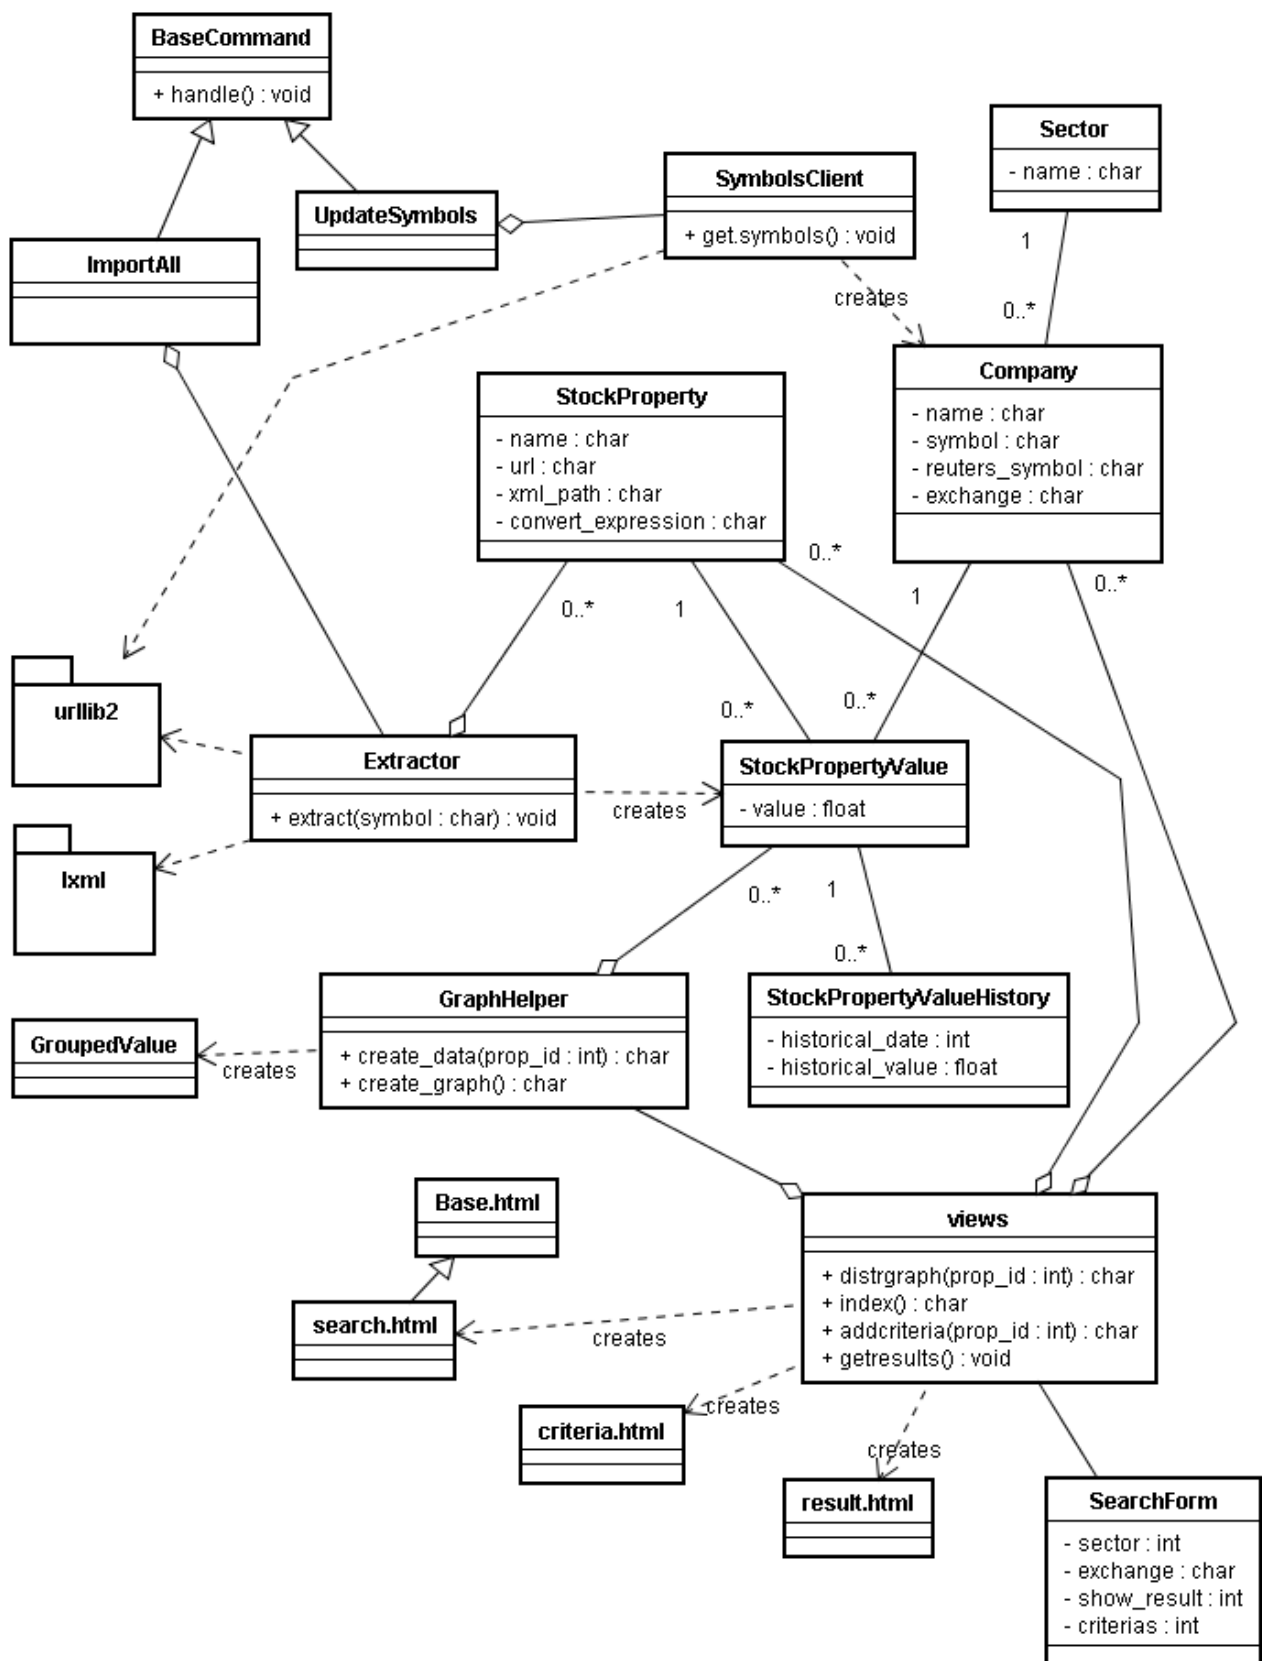 BaseCommand
+ handle() : void
Sector
- name : char
SymbolsClient
+ get.symbols() : void
UpdateSymbols
ImportAll
1
creates
0..*
Company
- name : char
- symbol : char
- reuters_symbol : char
- exchange : char
StockProperty
- name : char
- url : char
- xml_path : char
- convert_expression : char
0..*
0..*
0..*
1
1
urllib2
0..*
0..*
Extractor
+ extract(symbol : char) : void
creates
StockPropertyValue
- value : float
lxml
0..*
1
0..*
GraphHelper
+ create_data(prop_id : int) : char
+ create_graph() : char
StockPropertyValueHistory
- historical_date : int
- historical_value : float
GroupedValue
creates
Base.html
views
+ distrgraph(prop_id : int) : char
+ index() : char
+ addcriteria(prop_id : int) : char
+ getresults() : void
search.html
creates
creates
criteria.html
creates
result.html
SearchForm
- sector : int
- exchange : char
- show_result : int
- criterias : int